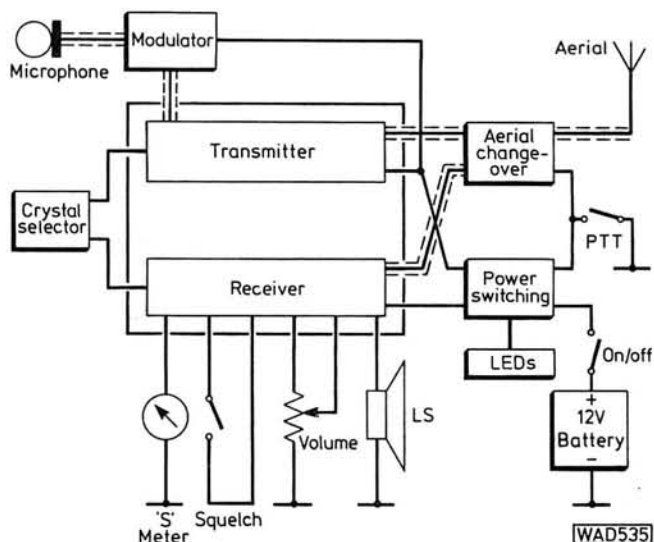 Modulator
Microphone
Aerial
Transmitter
Aerial
change-
over
Crystal
selector
PTT
Receiver
Power
switching
LEDs
On/off
+
12V
Battery
-
LS
Volume
'S'
Meter
Squelch
WAD535